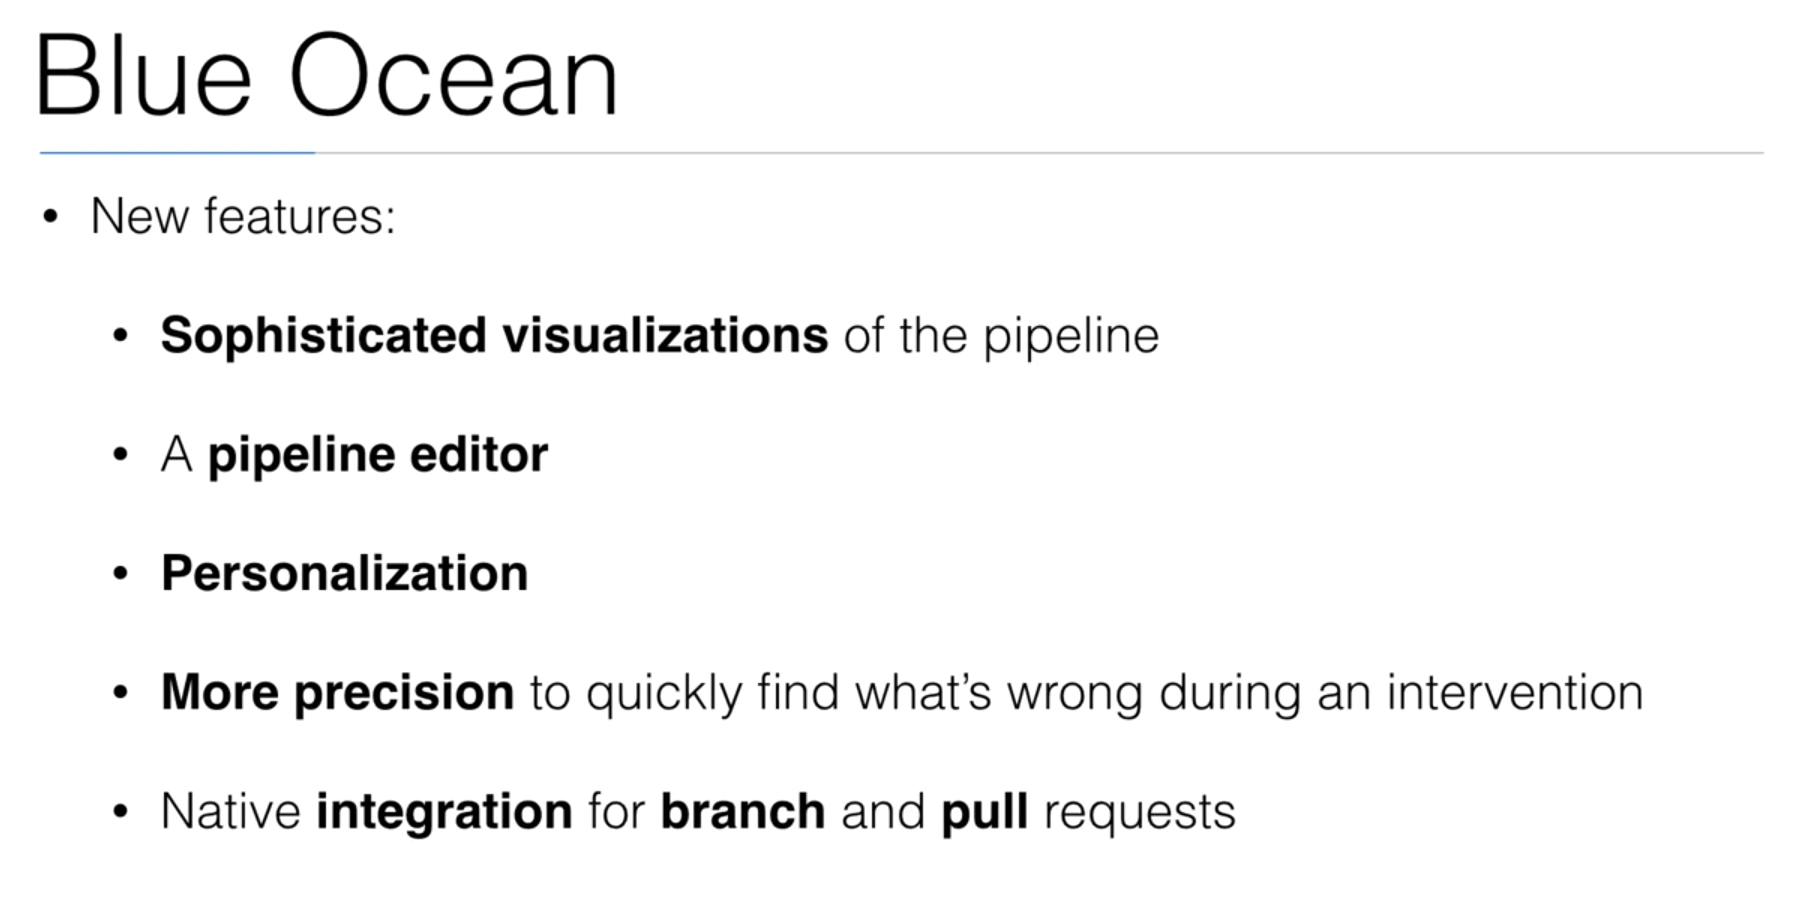 Blue Ocean
• New features:
• Sophisticated visualizations of the pipeline
• A pipeline editor
• Personalization
• More precision to quickly find what’s wrong during an intervention
• Native integration for branch and pull requests